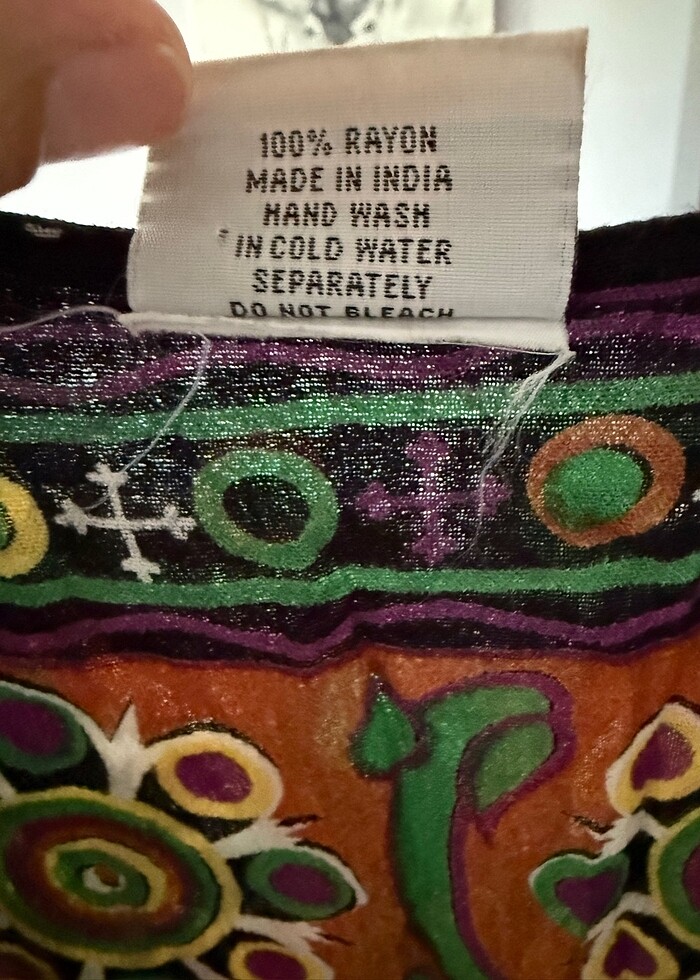 100% RAYON
MADE IN INDIA
HAND WASH
IN COLD WATER
SEPARATELY
DO NOT BLEACH